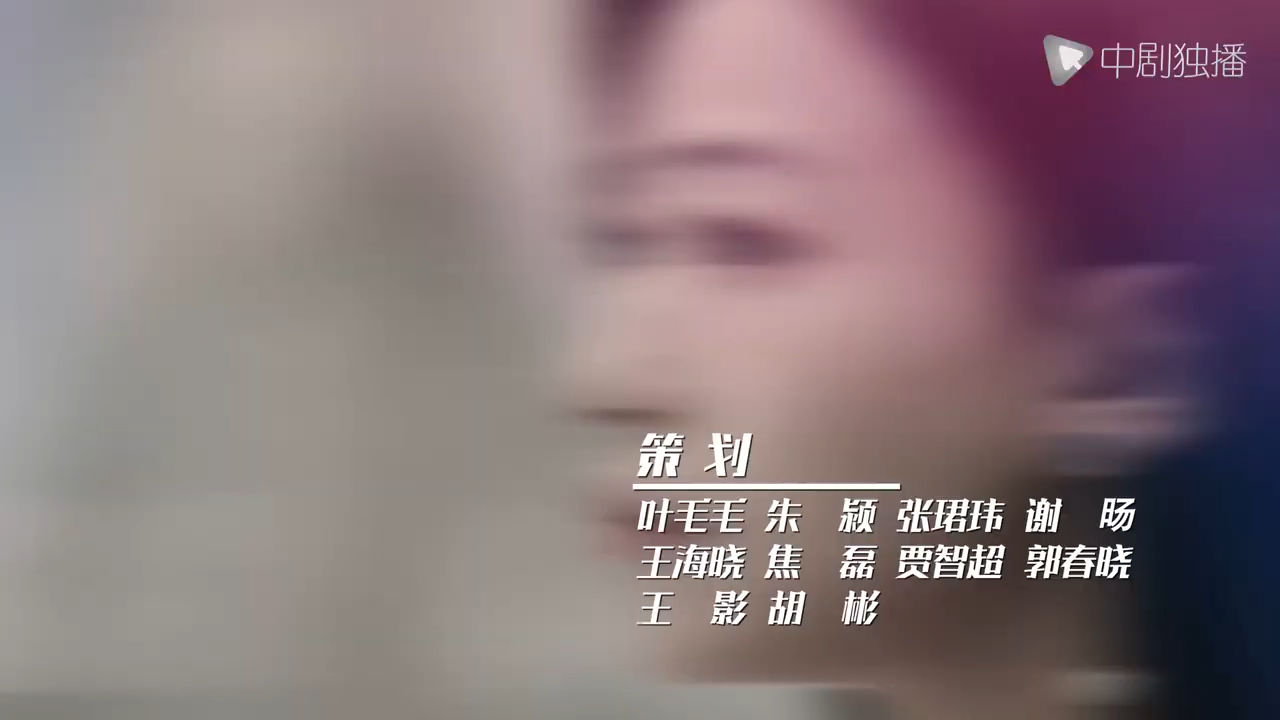 中剧独播
策 划
叶毛毛 朱 颍 张珺玮 谢 旸
王海晓 焦 磊 贾智超 郭春晓
王 影 胡 彬